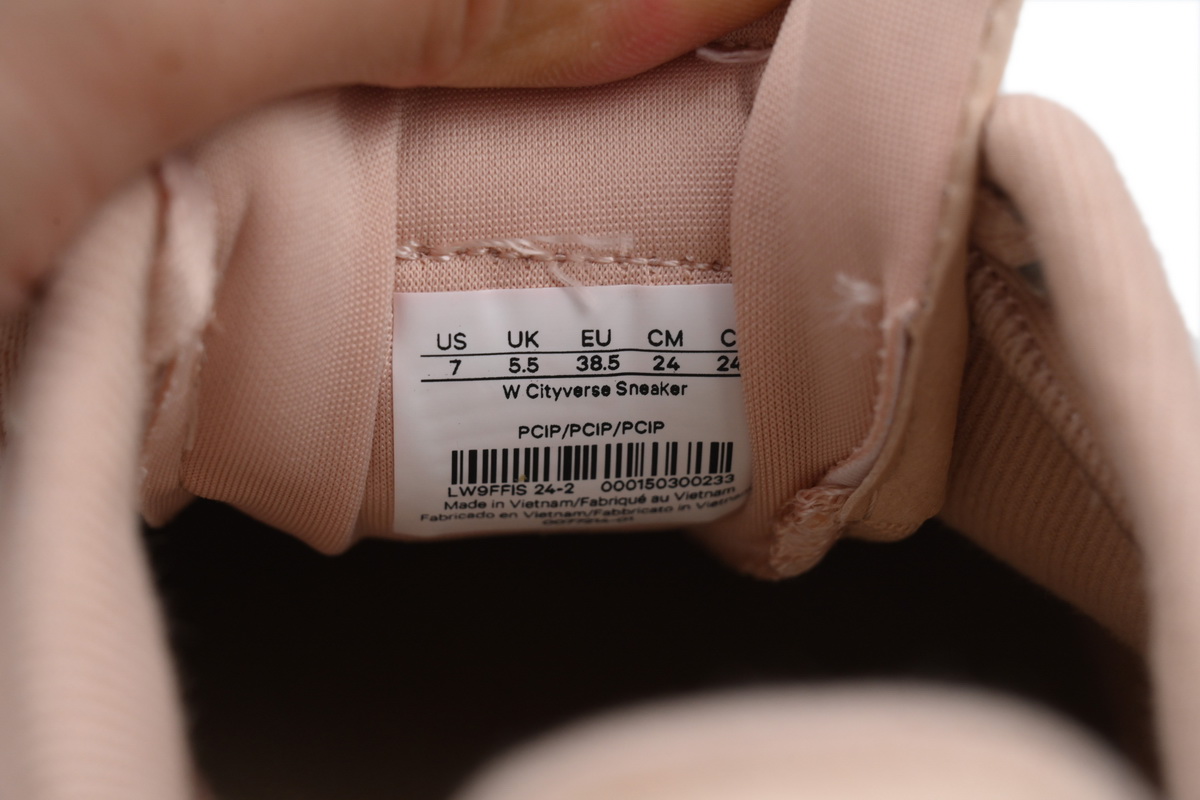 US UK EU CM C
7 5.5 38.5 24 24
W Cityverse Sneaker
PCIP/PCIP/PCIP
LW9FFIS 24-2 000150300233
Made in Vietnam/Fabriqué au Vietnam
Fabricado en Vietnam/Fabbricato in Vietnam